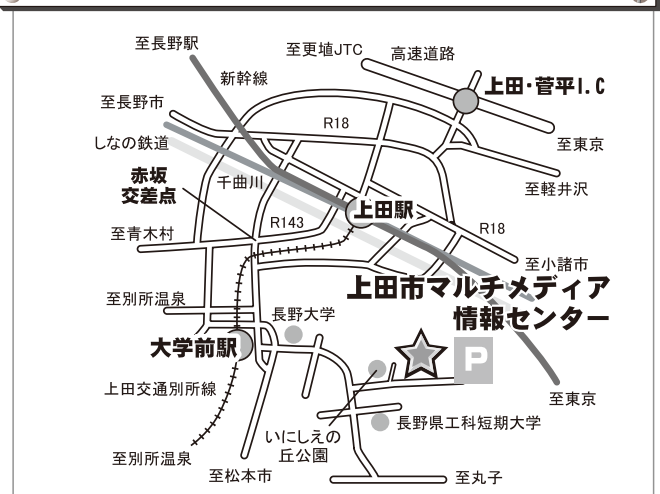 至長野駅
至更埴JTC
高速道路
新幹線
上田・菅平I.C
至長野市
R18
しなの鉄道
至東京
赤坂
交差点
千曲川
至軽井沢
上田駅
R143
R18
至青木村
至小諸市
上田市マルチメディア
情報センター
至別所温泉
長野大学
大学前駅
P
上田交通別所線
至東京
いにしえの
丘公園
長野県工科短期大学
至別所温泉
至松本市
至丸子